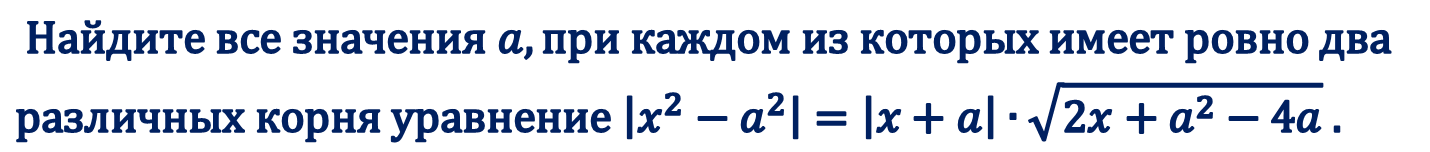 Найдите все значения a, при каждом из которых имеет ровно два
различных корня уравнение |x² − a²| = |x + a| · √(2x + a² − 4a) .